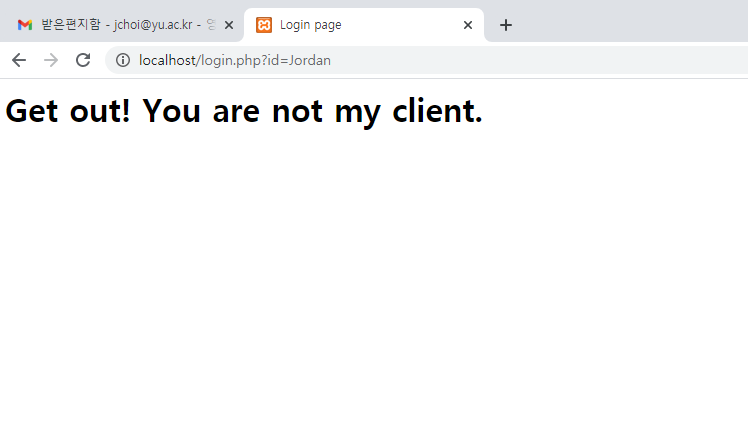 받은편지함 - jchoi@yu.ac.kr -
Login page
localhost/login.php?id=Jordan
Get out! You are not my client.